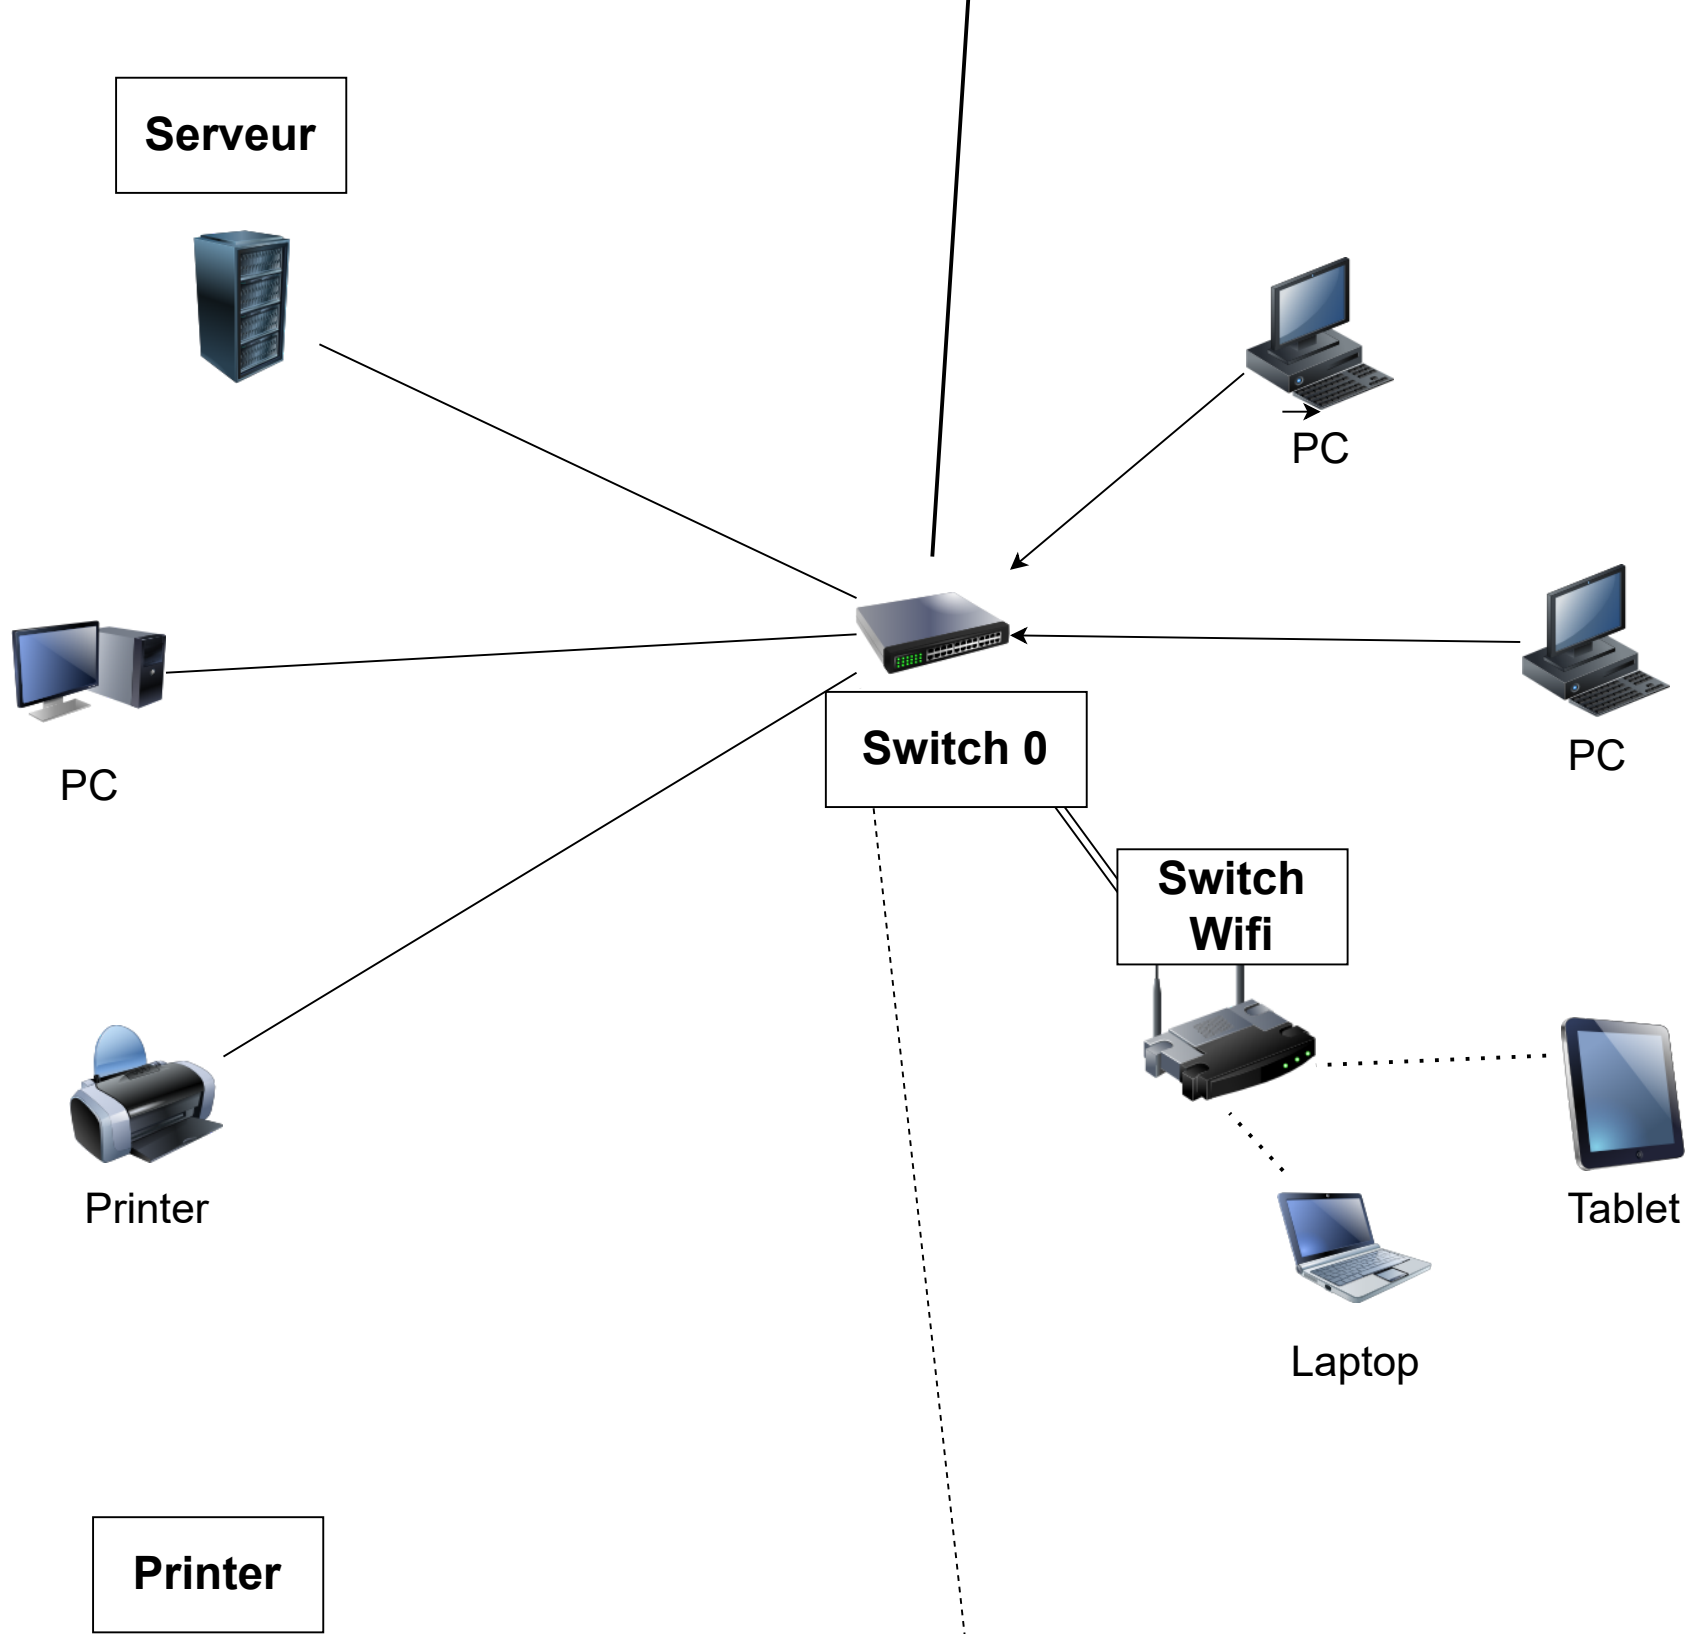 Serveur
PC
PC
PC
Switch 0
Switch
Wifi
Printer
Tablet
Laptop
Printer